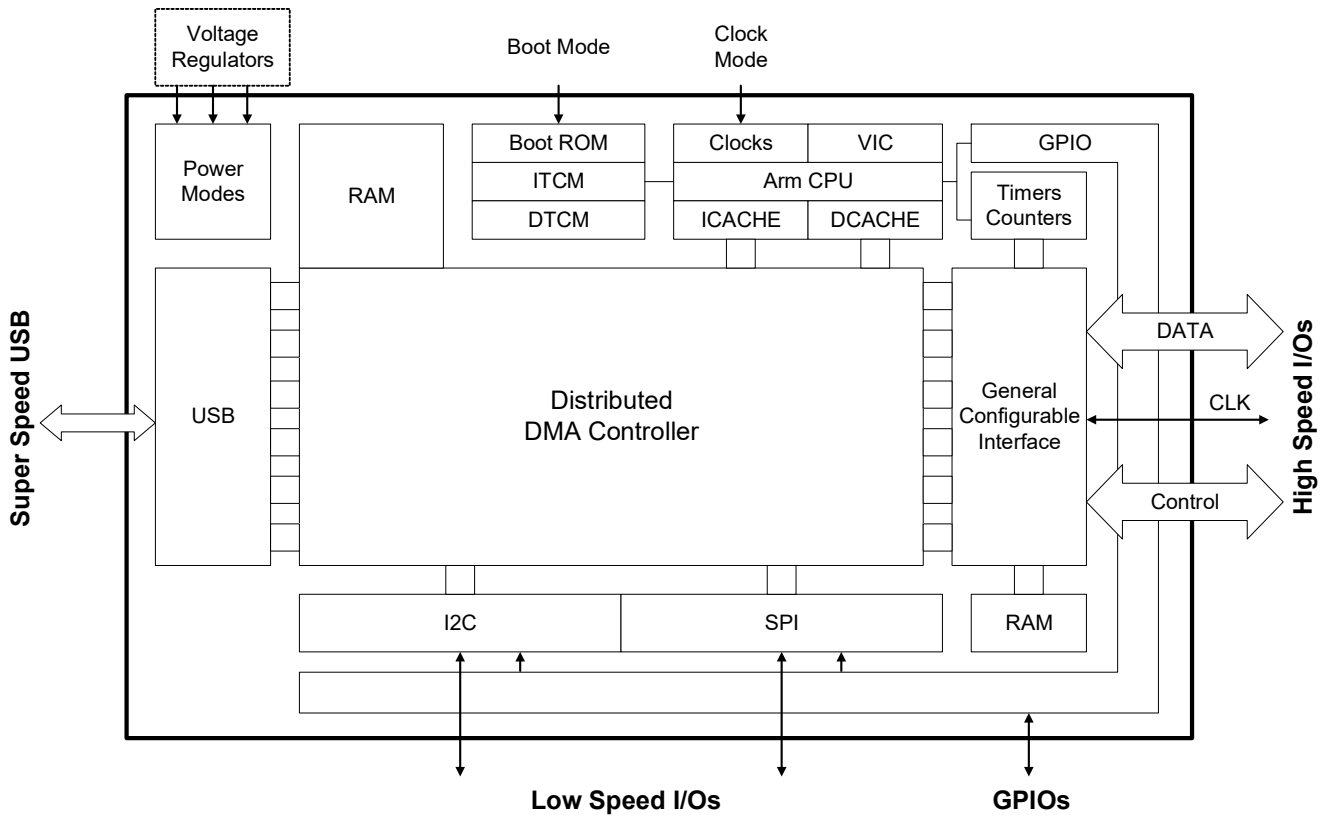 Voltage
Regulators
Boot Mode
Clock
Mode
Power
Modes
RAM
Boot ROM
ITCM
DTCM
Clocks
VIC
Arm CPU
ICACHE
DCACHE
GPIO
Timers
Counters
Super Speed USB
USB
Distributed
DMA Controller
General
Configurable
Interface
DATA
CLK
Control
High Speed I/Os
I2C
SPI
RAM
Low Speed I/Os
GPIOs